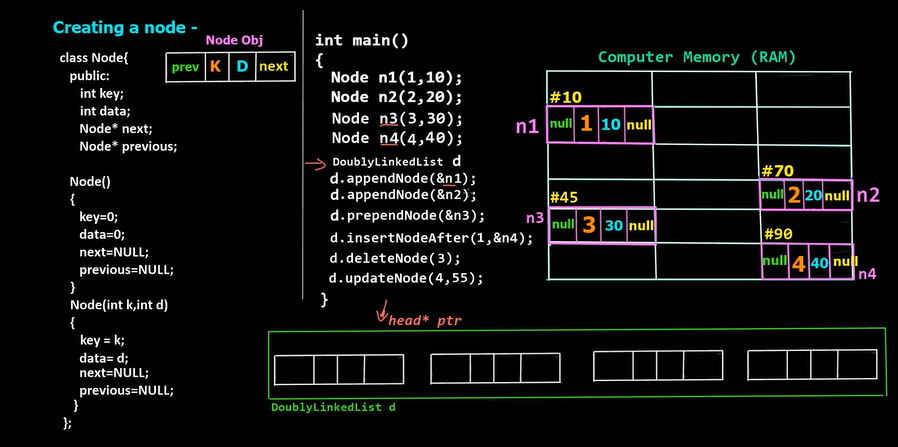 Creating a node -
Node Obj
prev K D next
class Node{
public:
int key;
int data;
Node* next;
Node* previous;
Node()
{
key=0;
data=0;
next=NULL;
previous=NULL;
}
Node(int k,int d)
{
key = k;
data= d;
next=NULL;
previous=NULL;
}
};
int main()
{
Node n1(1,10);
Node n2(2,20);
Node n3(3,30);
Node n4(4,40);
DoublyLinkedList d
d.appendNode(&n1);
d.appendNode(&n2);
d.prependNode(&n3);
d.insertNodeAfter(1,&n4);
d.deleteNode(3);
d.updateNode(4,55);
}
Computer Memory (RAM)
#10
n1 null 1 10 null
#70
null 2 20 null n2
#45
n3 null 3 30 null
#90
null 4 40 null
n4
head* ptr
DoublyLinkedList d